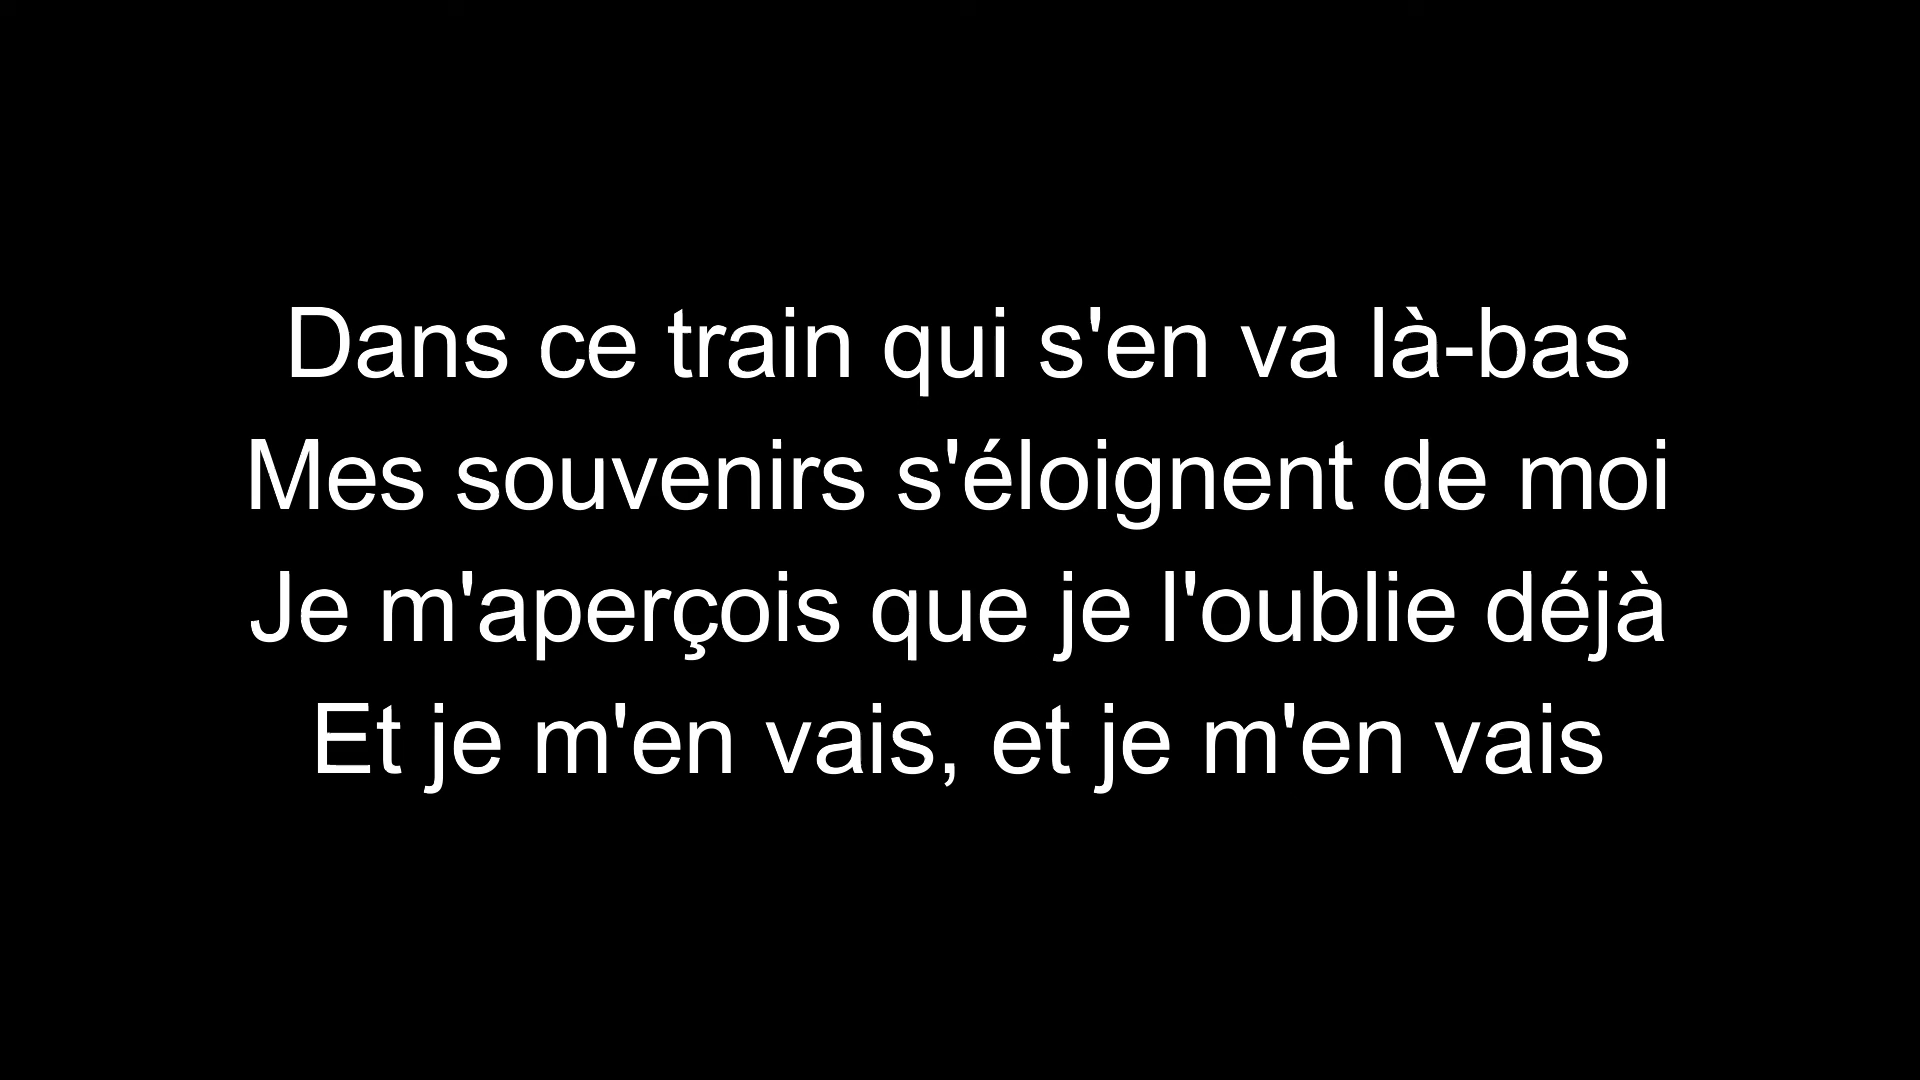 Dans ce train qui s'en va là-bas
Mes souvenirs s'éloignent de moi
Je m'aperçois que je l'oublie déjà
Et je m'en vais, et je m'en vais